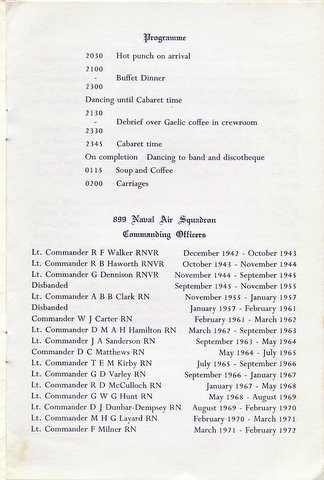 Programme
2030 Hot punch on arrival
2100
- Buffet Dinner
2300
Dancing until Cabaret time
2130
- Debrief over Gaelic coffee in crewroom
2330
2345 Cabaret time
On completion Dancing to band and discotheque
0115 Soup and Coffee
0200 Carriages
899 Naval Air Squadron
Commanding Officers
Lt. Commander R F Walker RNVR December 1942 - October 1943
Lt. Commander R B Haworth RNVR October 1943 - November 1944
Lt. Commander G Dennison RNVR November 1944 - September 1945
Disbanded September 1945 - November 1955
Lt. Commander A B B Clark RN November 1955 - January 1957
Disbanded January 1957 - February 1961
Commander W J Carter RN February 1961 - March 1962
Lt. Commander D M A H Hamilton RN March 1962 - September 1963
Lt. Commander J A Sanderson RN September 1963 - May 1964
Commander D C Matthews RN May 1964 - July 1965
Lt. Commander T E M Kirby RN July 1965 - September 1966
Lt. Commander G D Varley RN September 1966 - January 1967
Lt. Commander R D McCulloch RN January 1967 - May 1968
Lt. Commander G W G Hunt RN May 1968 - August 1969
Lt. Commander D J Dunbar-Dempsey RN August 1969 - February 1970
Lt. Commander M H G Layard RN February 1970 - March 1971
Lt. Commander F Milner RN March 1971 - February 1972